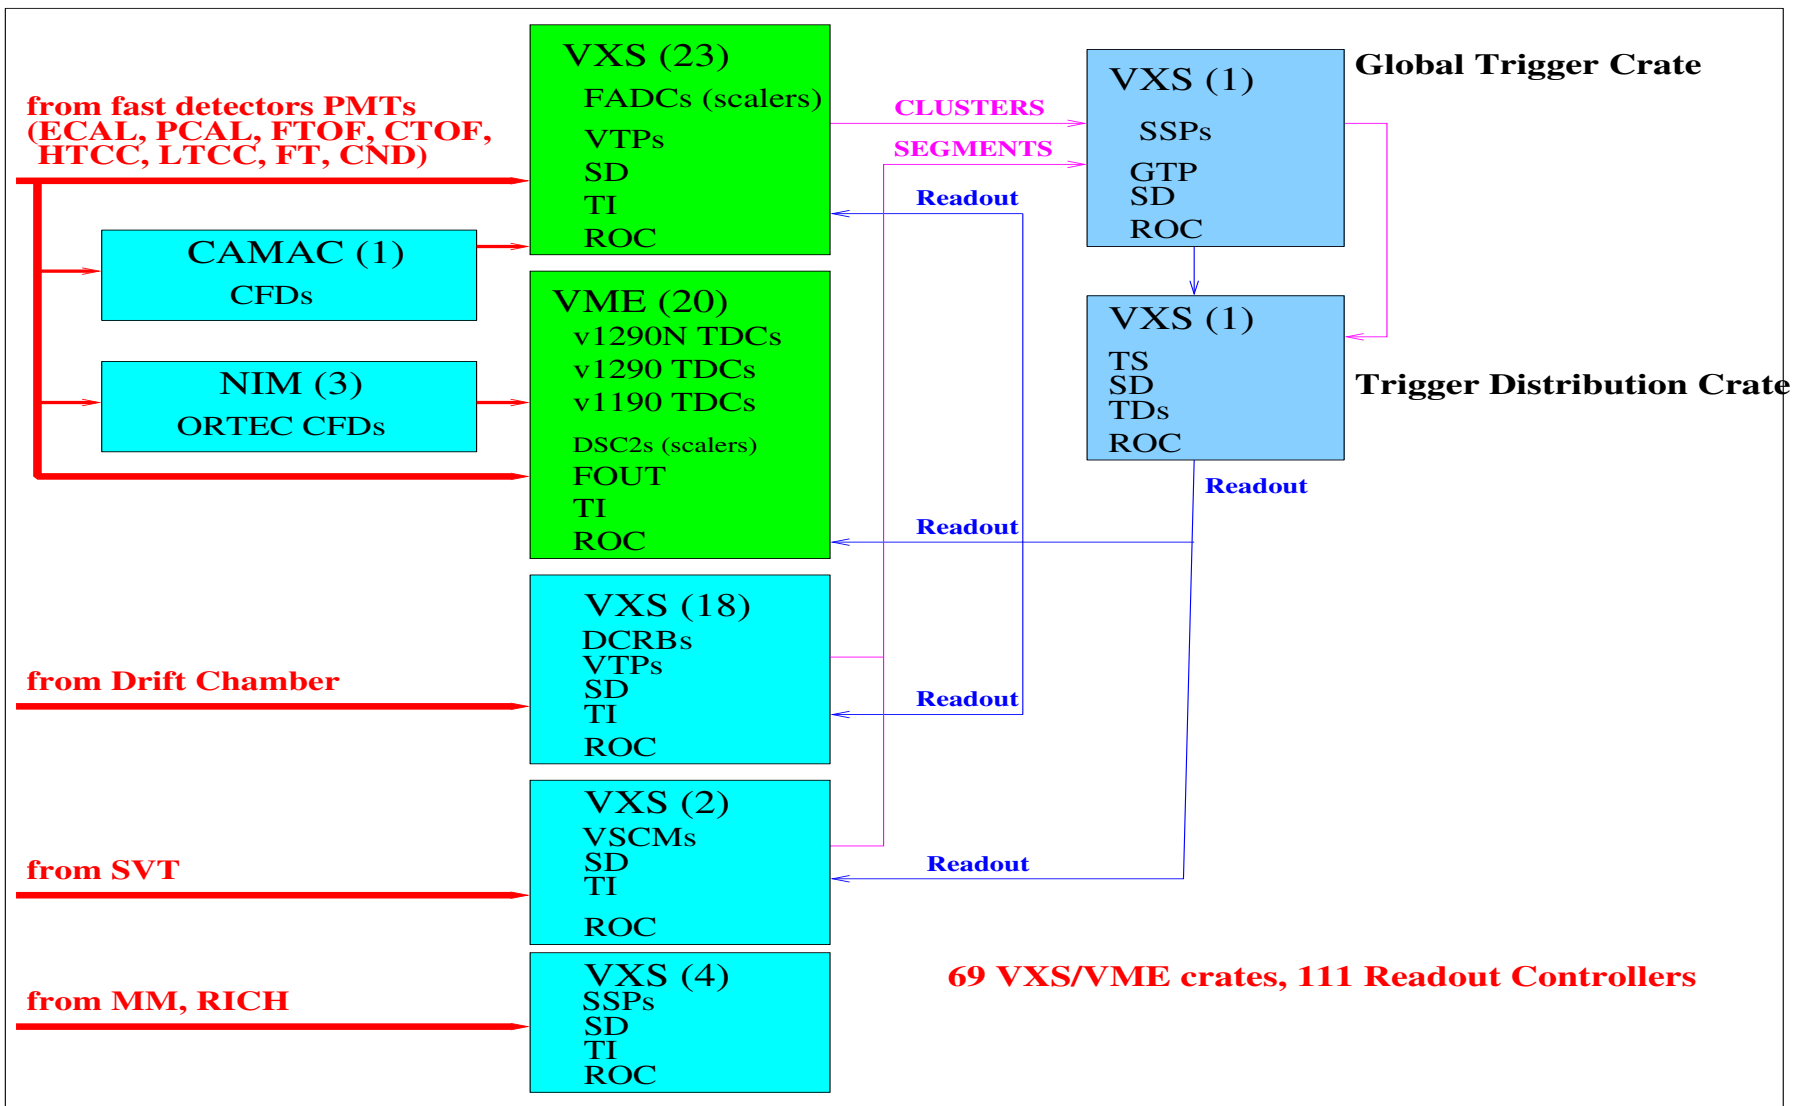 from fast detectors PMTs
(ECAL, PCAL, FTOF, CTOF,
HTCC, LTCC, FT, CND)
CAMAC (1)
CFDs
NIM (3)
ORTEC CFDs
from Drift Chamber
from SVT
from MM, RICH
VXS (23)
FADCs (scalers)
VTPs
SD
TI
ROC
VME (20)
v1290N TDCs
v1290 TDCs
v1190 TDCs
DSC2s (scalers)
FOUT
TI
ROC
VXS (18)
DCRBs
VTPs
SD
TI
ROC
VXS (2)
VSCMs
SD
TI
ROC
VXS (4)
SSPs
SD
TI
ROC
CLUSTERS
SEGMENTS
Readout
Readout
Readout
Readout
VXS (1)
SSPs
GTP
SD
ROC
Global Trigger Crate
VXS (1)
TS
SD
TDs
ROC
Trigger Distribution Crate
Readout
69 VXS/VME crates, 111 Readout Controllers